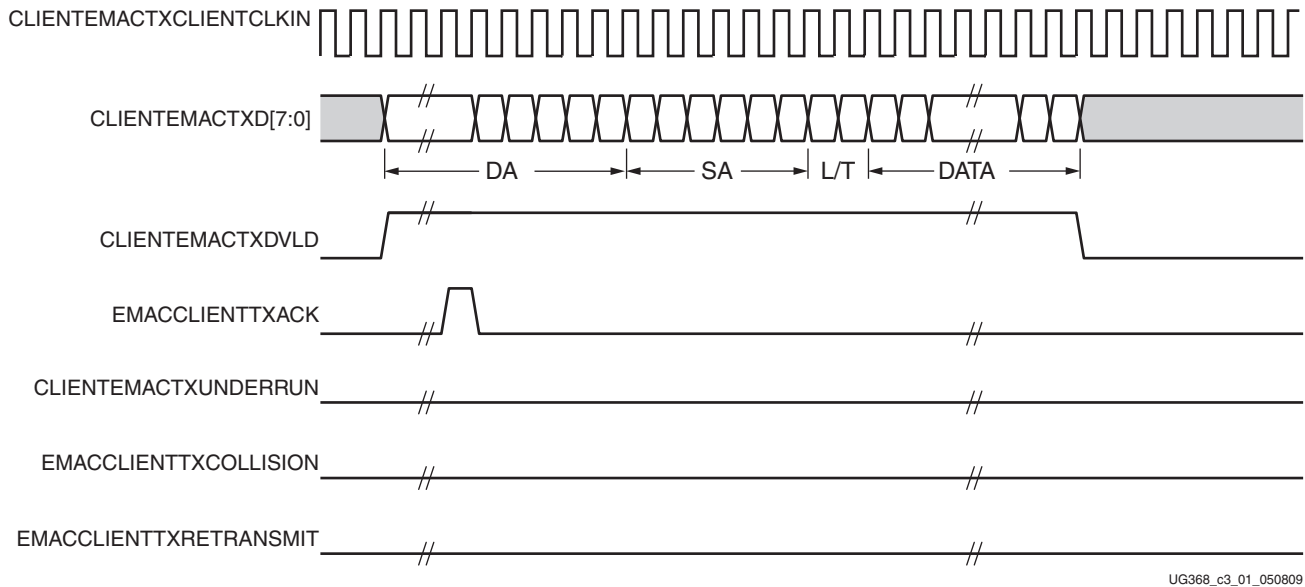 CLIENTEMACTXCLIENTCLKIN
CLIENTEMACTXD[7:0]
DA SA L/T DATA
CLIENTEMACTXDVLD
EMACCLIENTTXACK
CLIENTEMACTXUNDERRUN
EMACCLIENTTXCOLLISION
EMACCLIENTTXRETRANSMIT
UG368_c3_01_050809